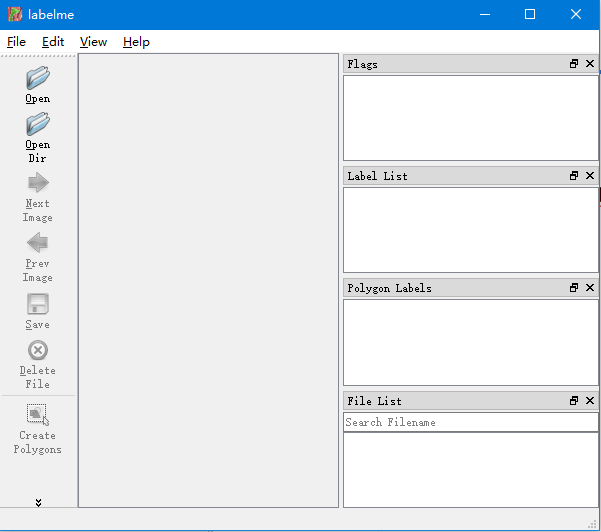 labelme
File Edit View Help
Open
Open
Dir
Next
Image
Prev
Image
Save
Delete
File
Create
Polygons
Flags
Label List
Polygon Labels
File List
Search Filename